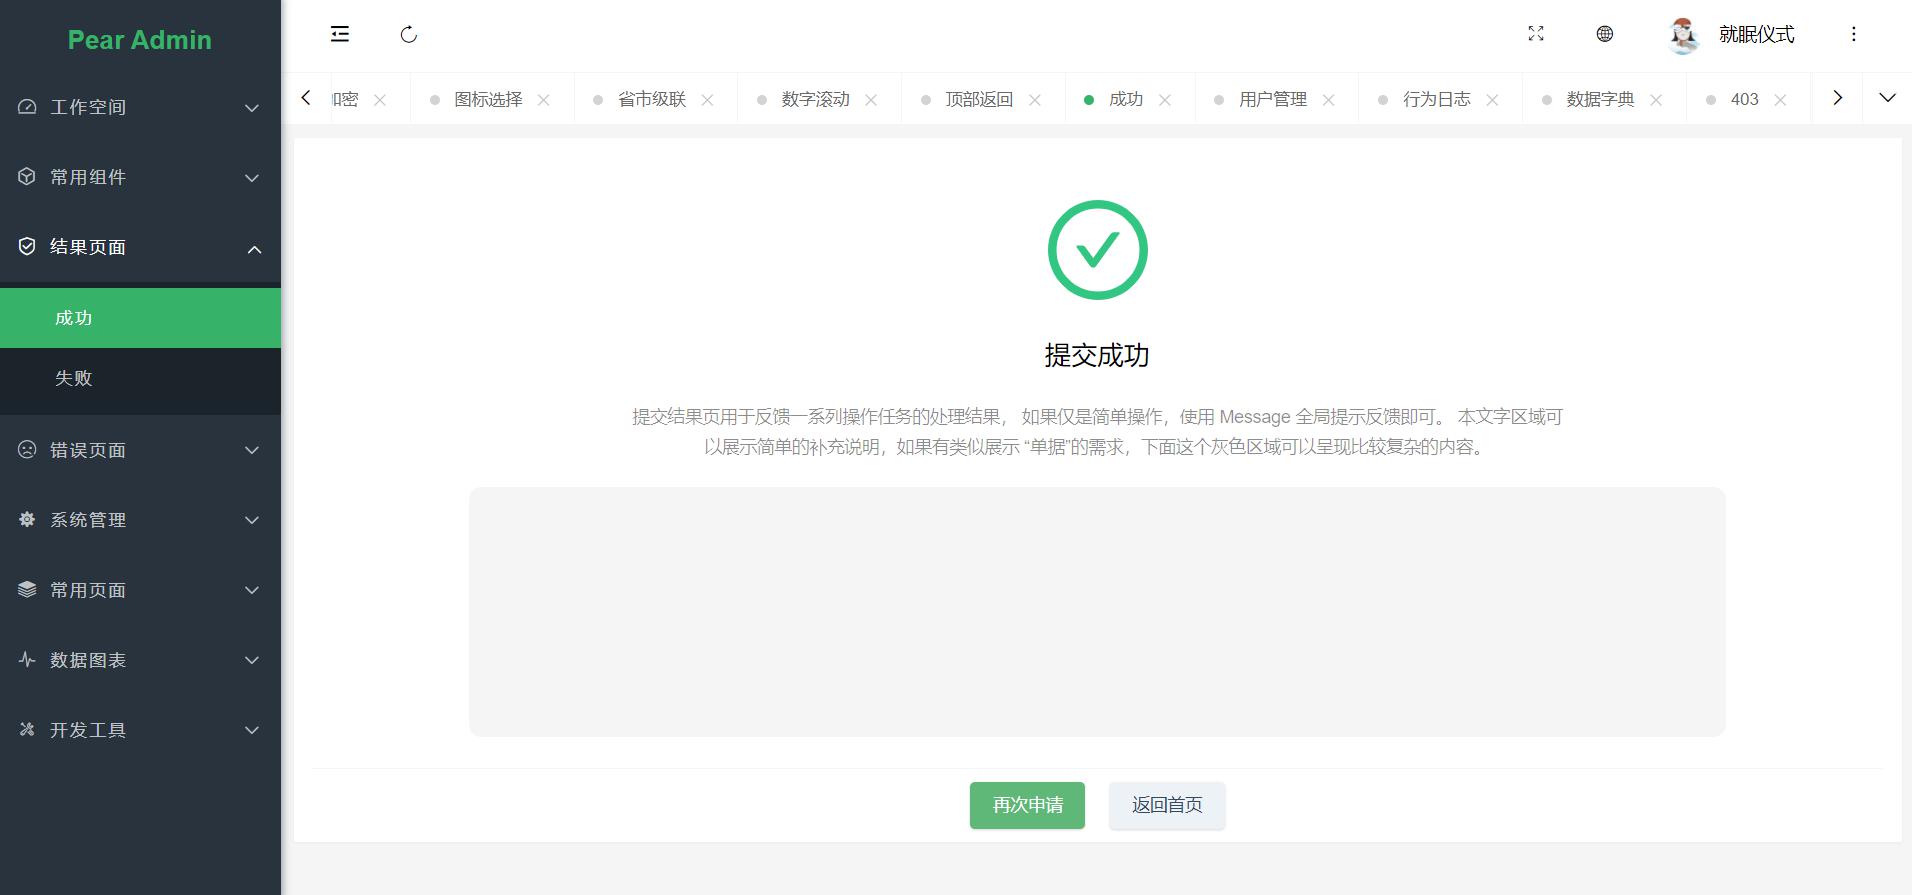 Pear Admin
工作空间
常用组件
结果页面
成功
失败
错误页面
系统管理
常用页面
数据图表
开发工具
就眠仪式
加密
图标选择
省市级联
数字滚动
顶部返回
成功
用户管理
行为日志
数据字典
403
提交成功
提交结果页用于反馈一系列操作任务的处理结果， 如果仅是简单操作，使用 Message 全局提示反馈即可。 本文字区域可
以展示简单的补充说明，如果有类似展示 “单据”的需求，下面这个灰色区域可以呈现比较复杂的内容。
再次申请
返回首页